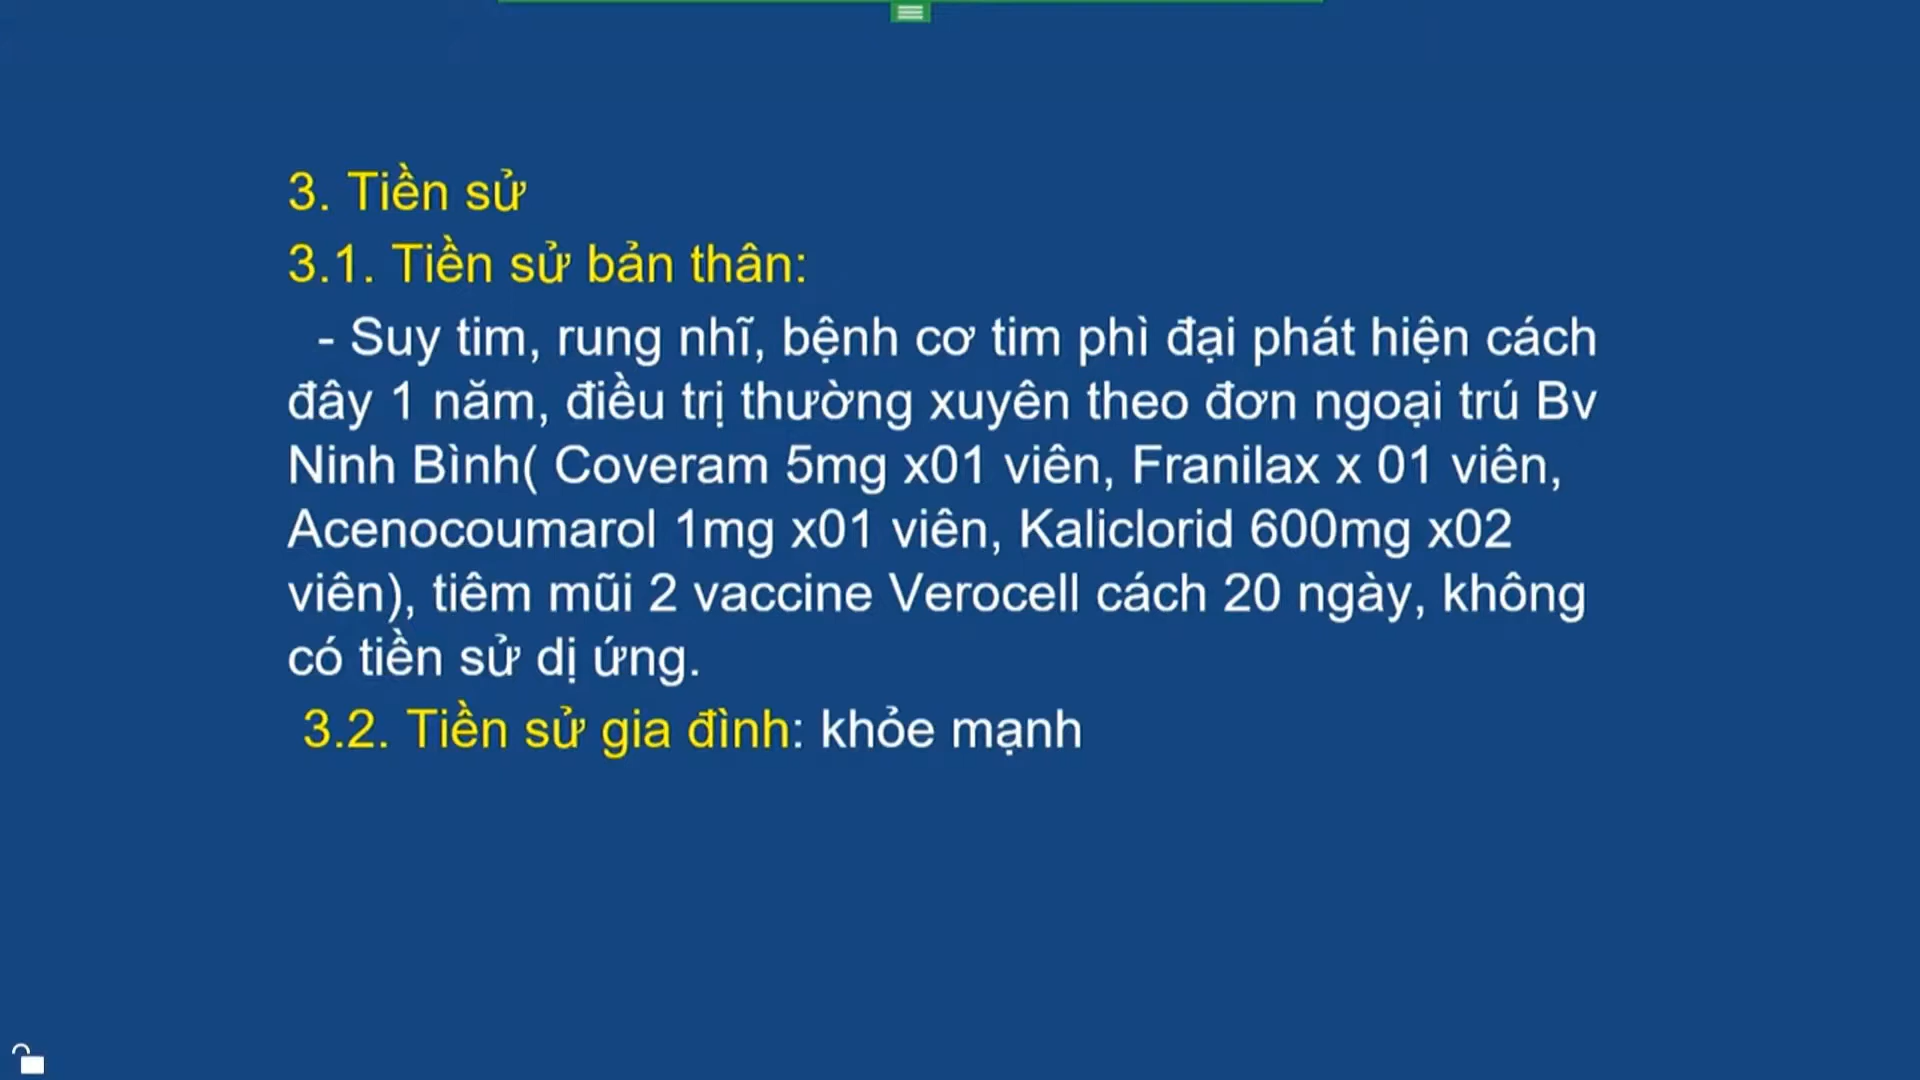 3. Tiền sử
3.1. Tiền sử bản thân:
- Suy tim, rung nhĩ, bệnh cơ tim phì đại phát hiện cách
đây 1 năm, điều trị thường xuyên theo đơn ngoại trú Bv
Ninh Bình( Coveram 5mg x01 viên, Franilax x 01 viên,
Acenocoumarol 1mg x01 viên, Kaliclorid 600mg x02
viên), tiêm mũi 2 vaccine Verocell cách 20 ngày, không
có tiền sử dị ứng.
3.2. Tiền sử gia đình: khỏe mạnh